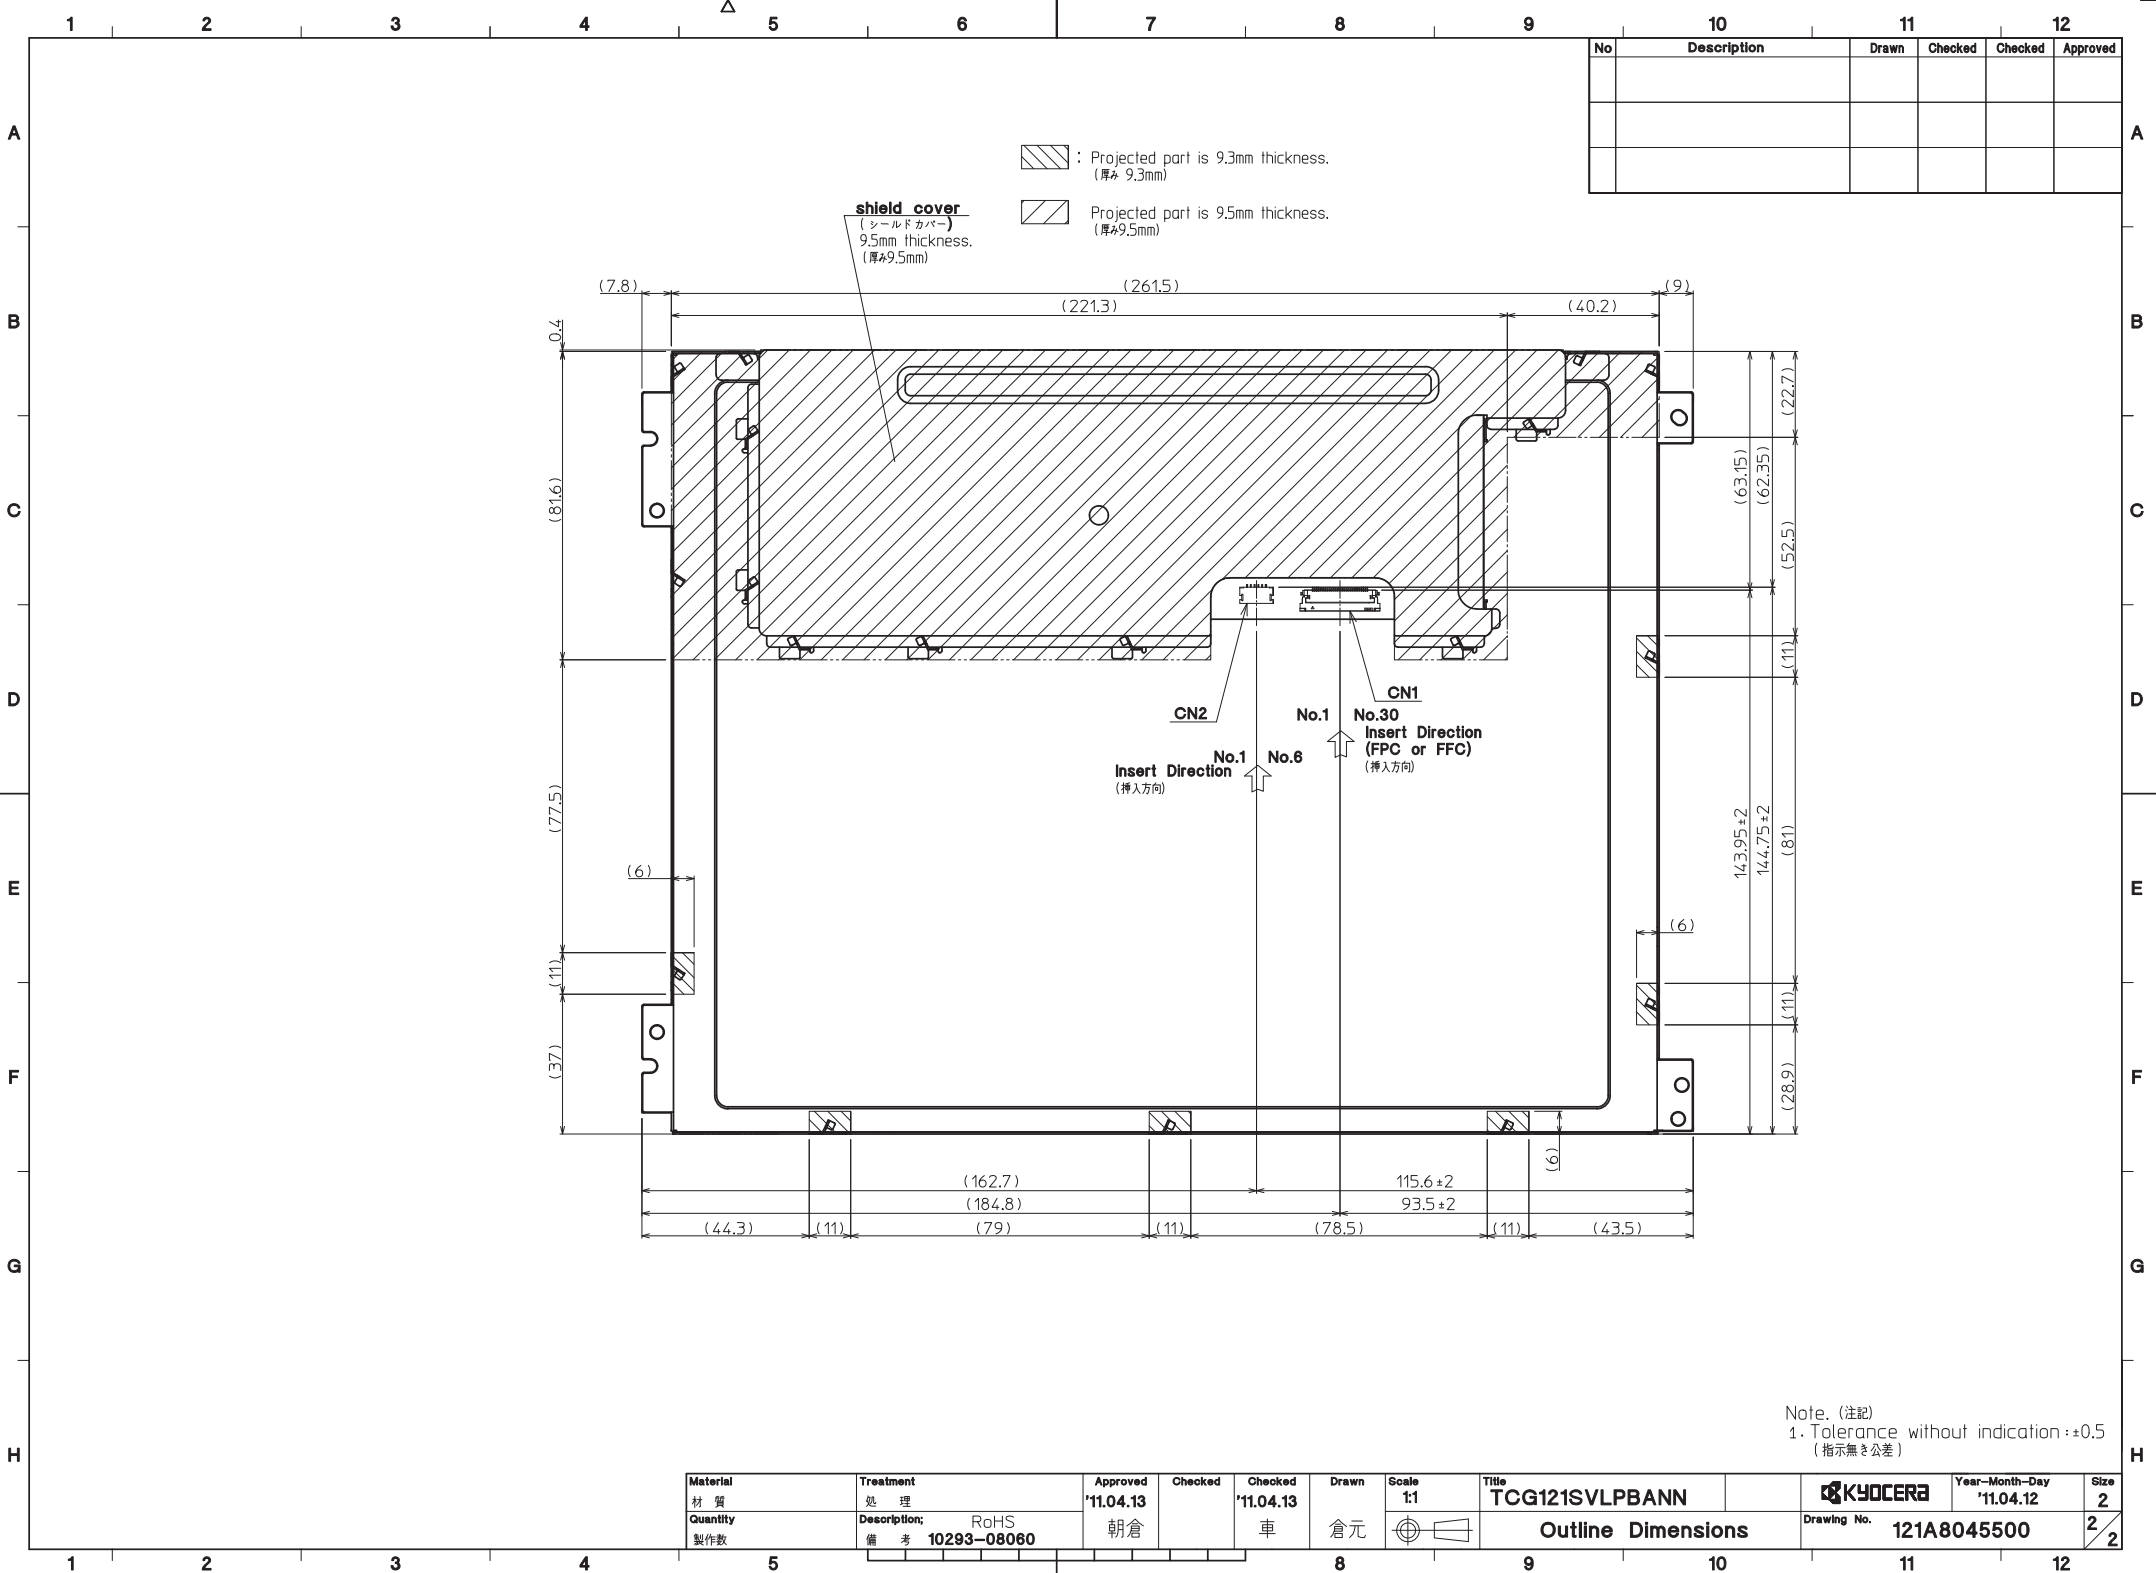 1 2 3 4 5 6 7 8 9 10 11 12
No Description Drawn Checked Checked Approved
A A
: Projected part is 9.3mm thickness.
(厚み 9.3mm)
Projected part is 9.5mm thickness.
(厚み9.5mm)
shield cover
(シールドカバー)
9.5mm thickness.
(厚み9.5mm)
(7.8) (261.5) (9)
(221.3) (40.2)
B B
0.4
(22.7)
(81.6)
(63.15)
(62.35)
C C
(52.5)
(11)
D D
CN1
CN2
No.1 No.30
Insert Direction
(FPC or FFC)
(挿入方向)
No.1 No.6
Insert Direction
(挿入方向)
(77.5)
143.95±2
144.75±2
(81)
(6)
E E
(6)
(11)
(11)
(37)
F F
(28.9)
(6)
(162.7) 115.6±2
(184.8) 93.5±2
(44.3) (11) (79) (11) (78.5) (11) (43.5)
G G
Note. (注記)
1. Tolerance without indication : ±0.5
(指示無き公差)
H H
Material
材 質
Treatment
処 理
Approved
'11.04.13
朝倉
Checked
Checked
'11.04.13
車
Drawn
倉元
Scale
1:1
Title
TCG121SVLPBANN
KYOCERA
Year-Month-Day
'11.04.12
Size
2
Quantity
製作数
Description;
備 考
RoHS
10293-08060
Outline Dimensions
Drawing No.
121A8045500
2/2
1 2 3 4 5 8 9 10 11 12